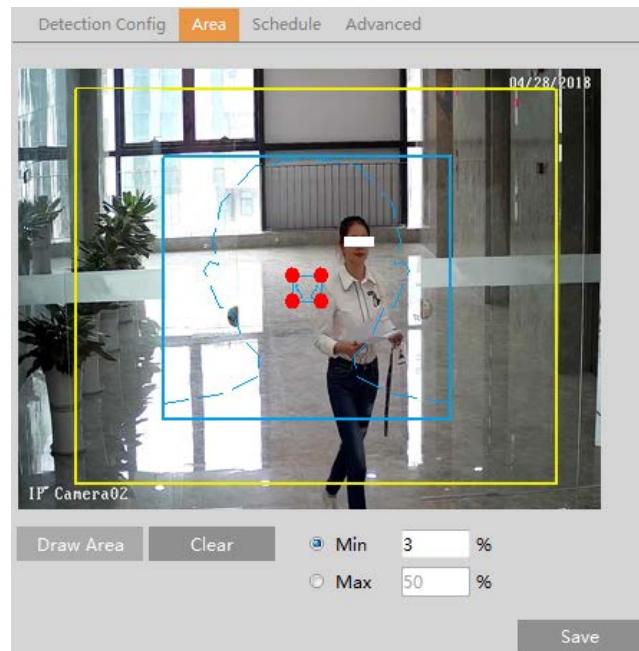 Detection Config Area Schedule Advanced
04/28/2018
IP Camera02
Draw Area Clear Min 3 %
Max 50 %
Save